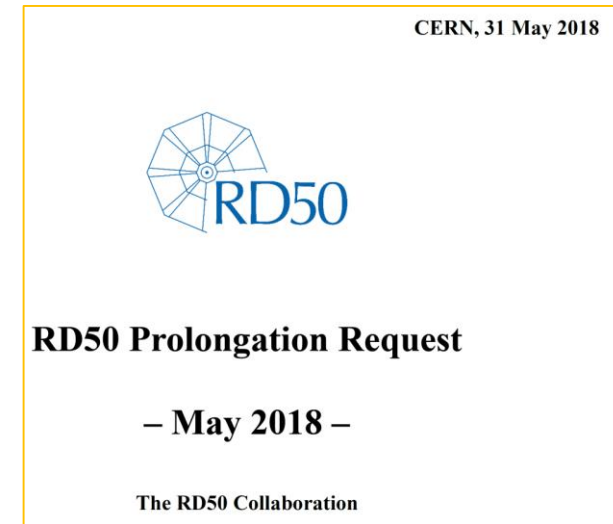 CERN, 31 May 2018
RD50
RD50 Prolongation Request
– May 2018 –
The RD50 Collaboration